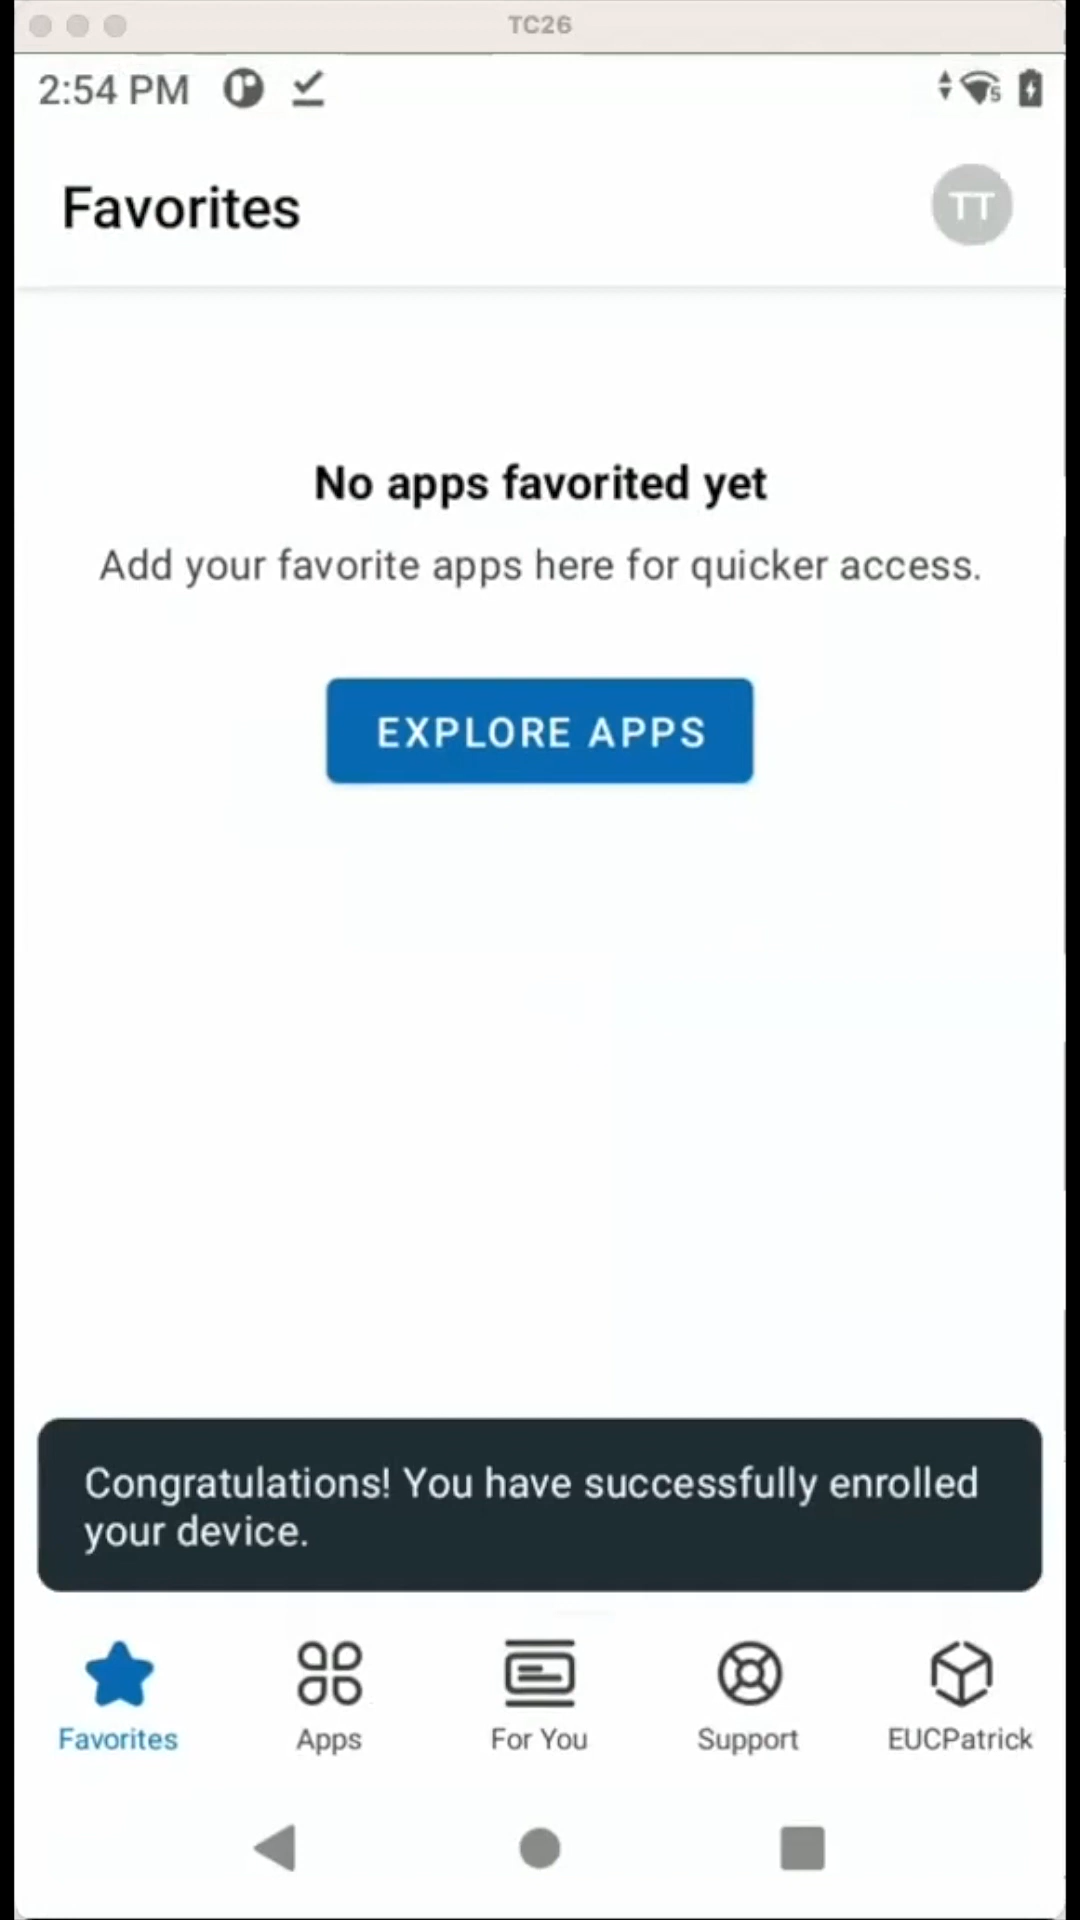 TC26
2:54 PM
5
Favorites
TT
No apps favorited yet
Add your favorite apps here for quicker access.
EXPLORE APPS
Congratulations! You have successfully enrolled
your device.
Favorites
Apps
For You
Support
EUCPatrick